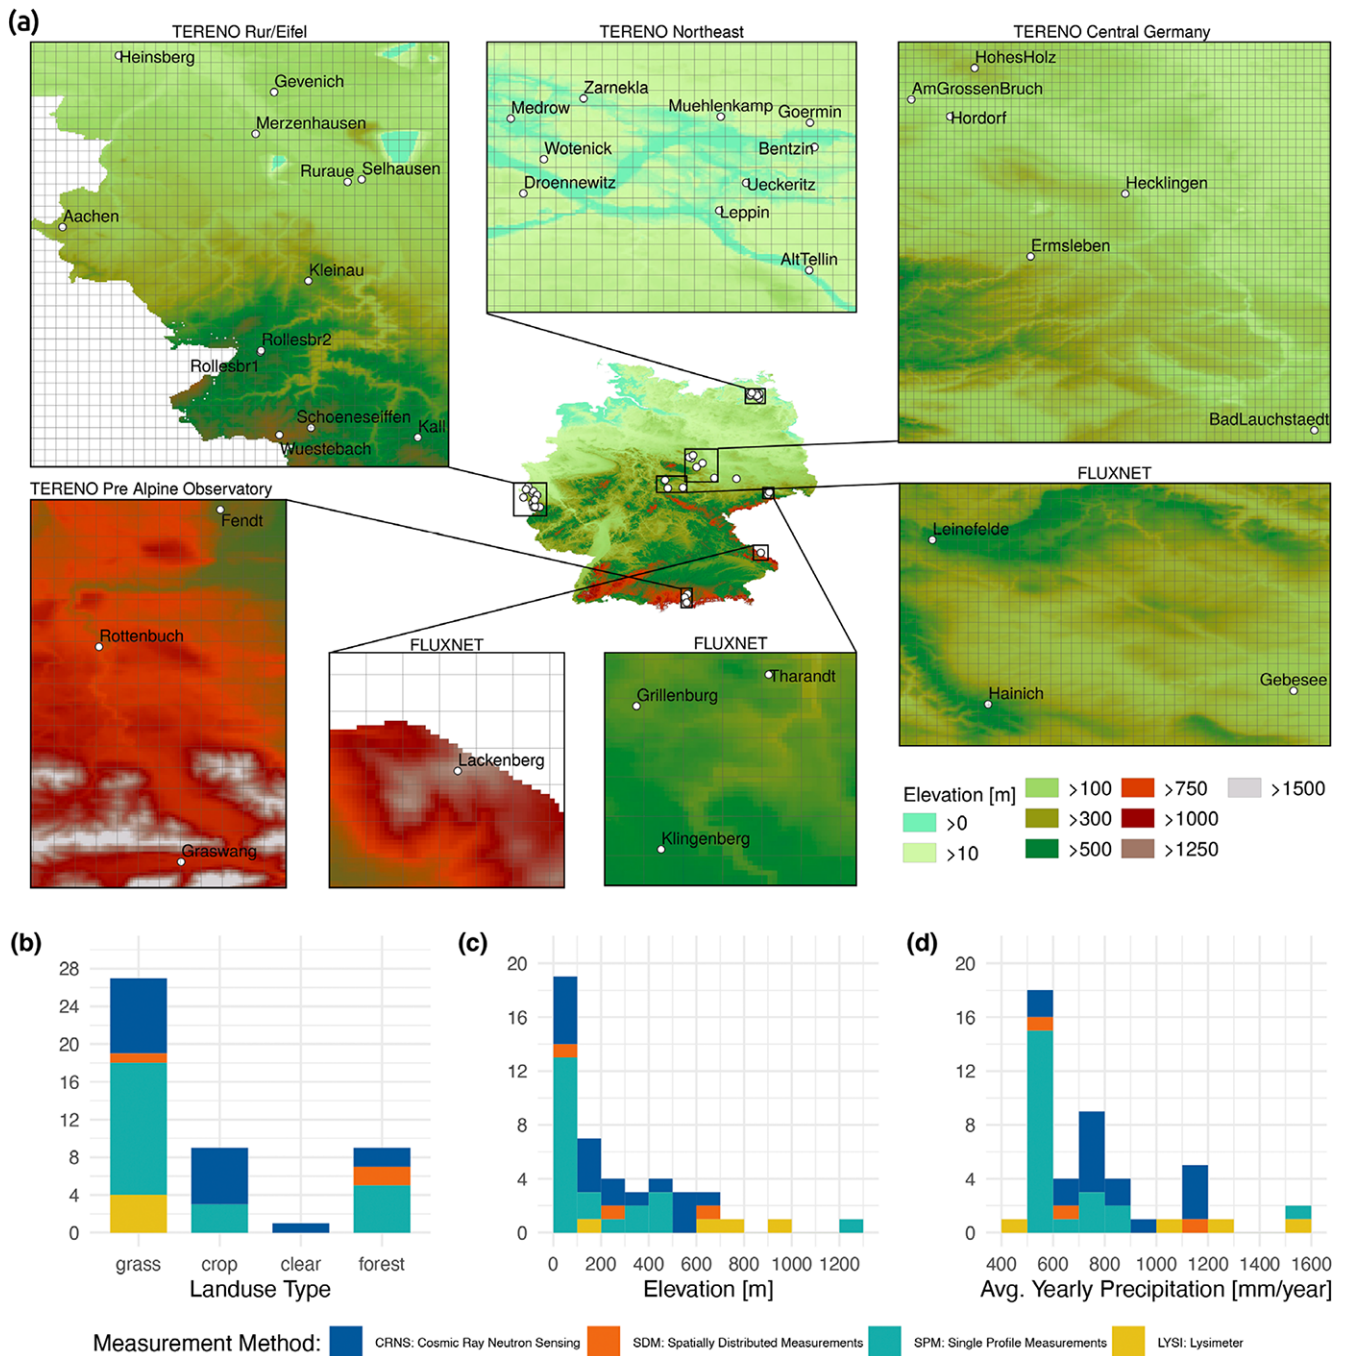 (a)
TERENO Rur/Eifel
Heinsberg
Gevenich
Merzenhausen
Ruraue
Selhausen
Aachen
Kleinau
Rollesbr2
Rollesbr1
Schoeneseiffen
Kall
Wuestebach
TERENO Northeast
Zarnekla
Medrow
Muehlenkamp
Goermin
Wotenick
Bentzin
Droennewitz
Ueckeritz
Leppin
AltTellin
TERENO Central Germany
HohesHolz
AmGrossenBruch
Hordorf
Hecklingen
Ermsleben
BadLauchstaedt
TERENO Pre Alpine Observatory
Fendt
Rottenbuch
Graswang
FLUXNET
Lackenberg
FLUXNET
Tharandt
Grillenburg
Klingenberg
FLUXNET
Leinefelde
Hainich
Gebesee
Elevation [m]
>0
>10
>100
>300
>500
>750
>1000
>1250
>1500
(b)
28
24
20
16
12
8
4
0
grass crop clear forest
Landuse Type
(c)
20
16
12
8
4
0
0 200 400 600 800 1000 1200
Elevation [m]
(d)
20
16
12
8
4
0
400 600 800 1000 1200 1400 1600
Avg. Yearly Precipitation [mm/year]
Measurement Method: CRNS: Cosmic Ray Neutron Sensing SDM: Spatially Distributed Measurements SPM: Single Profile Measurements LYSI: Lysimeter